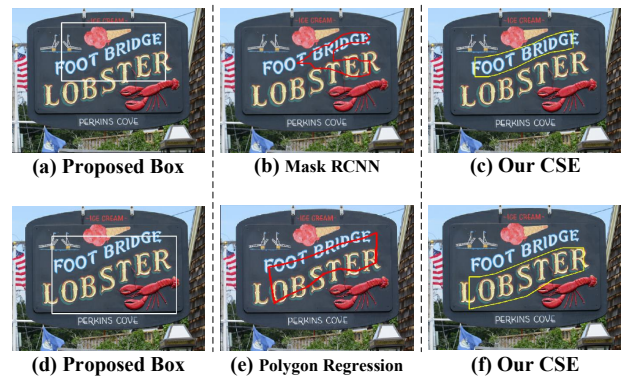 ·ICE CREAM·
FOOT BRIDGE
LOBSTER
PERKINS COVE
·ICE CREAM·
FOOT BRIDGE
LOBSTER
PERKINS COVE
·ICE CREAM·
FOOT BRIDGE
LOBSTER
PERKINS COVE
(a) Proposed Box
(b) Mask RCNN
(c) Our CSE
·ICE CREAM·
FOOT BRIDGE
LOBSTER
PERKINS COVE
·ICE CREAM·
FOOT BRIDGE
LOBSTER
PERKINS COVE
·ICE CREAM·
FOOT BRIDGE
LOBSTER
PERKINS COVE
(d) Proposed Box
(e) Polygon Regression
(f) Our CSE